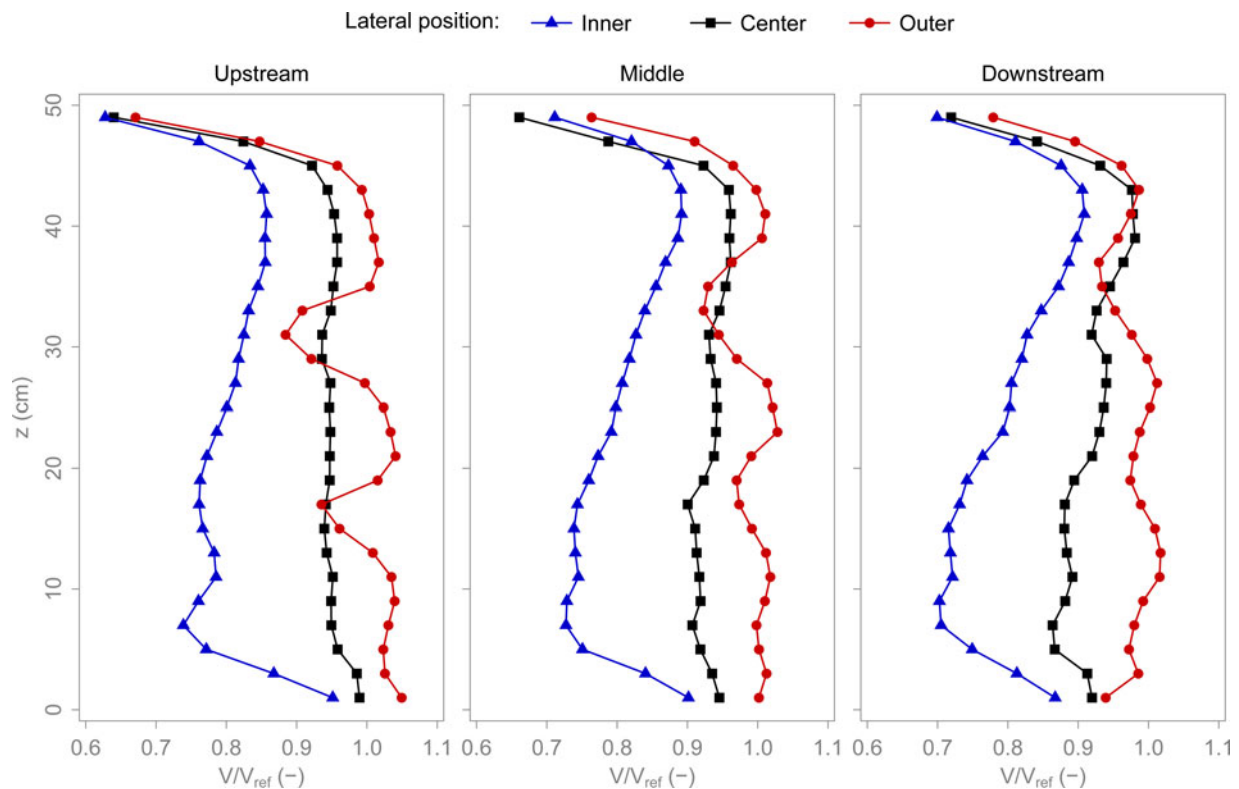 Lateral position: Inner Center Outer
Upstream Middle Downstream
50
40
30
20
10
0
z (cm)
0.6 0.7 0.8 0.9 1.0 1.1 0.6 0.7 0.8 0.9 1.0 1.1 0.6 0.7 0.8 0.9 1.0 1.1
V/Vref (−) V/Vref (−) V/Vref (−)